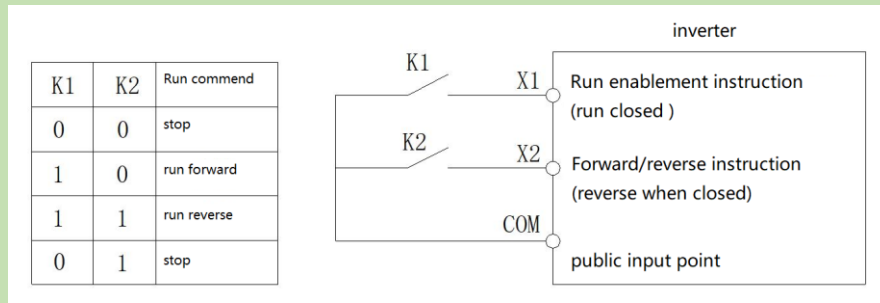 inverter
K1 K2 Run commend
0 0 stop
1 0 run forward
1 1 run reverse
0 1 stop
K1
X1
Run enablement instruction
(run closed )
K2
X2
Forward/reverse instruction
(reverse when closed)
COM
public input point